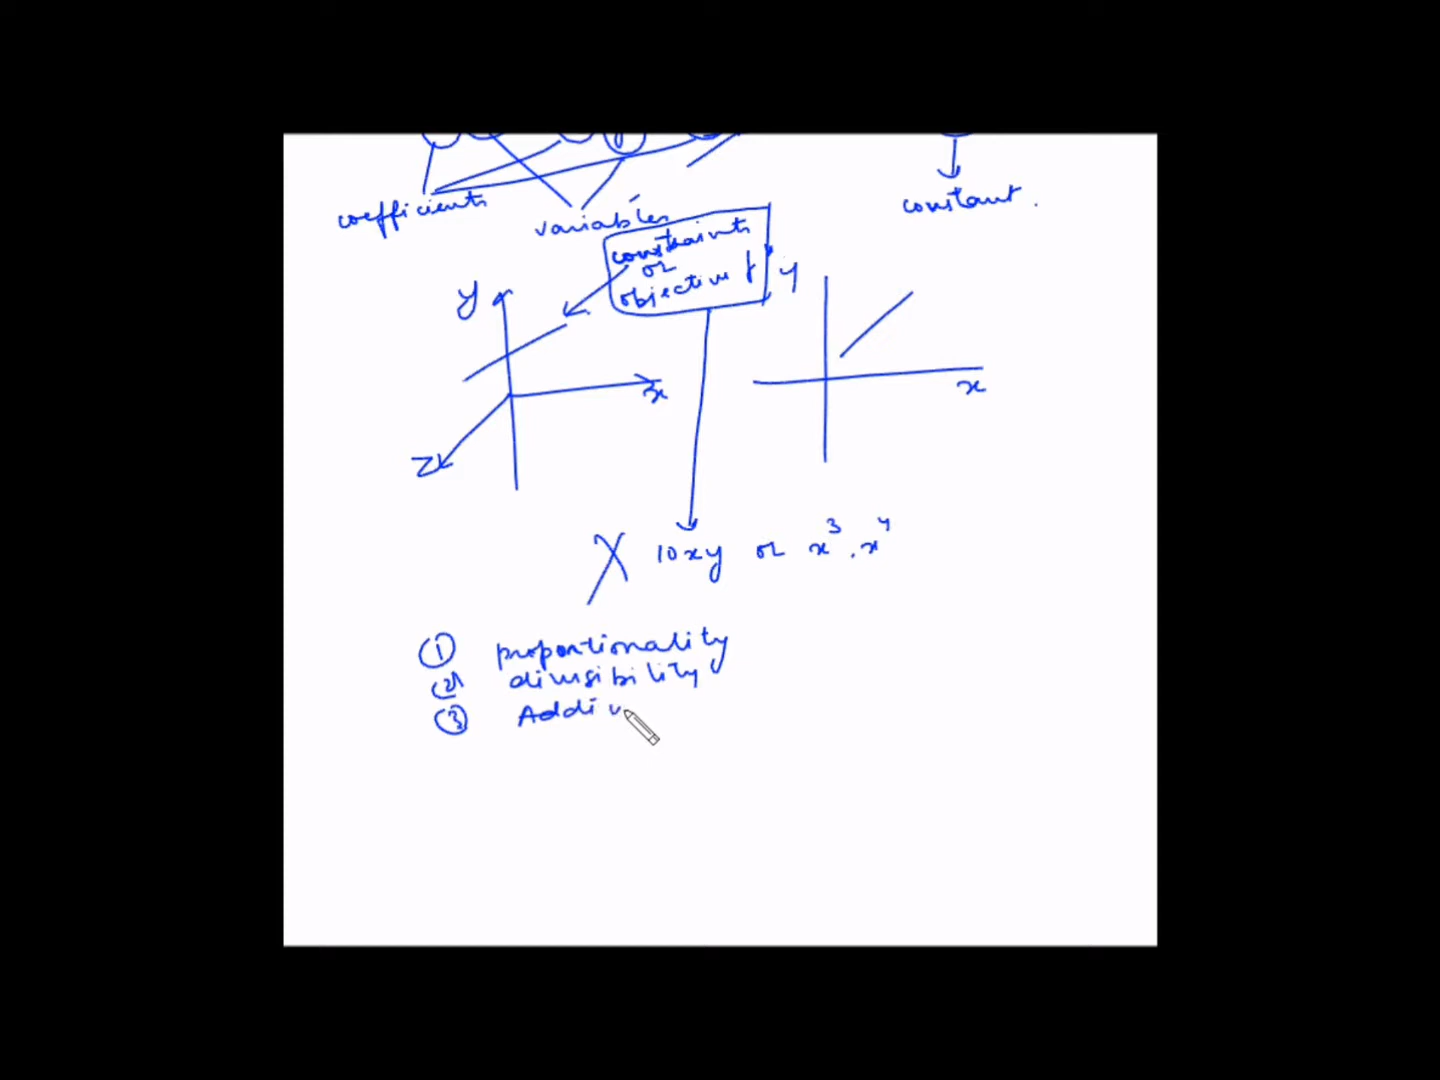 coefficients
variables
constant.
constraints
or
objective f
y
y
x
x
Z
X 10xy or x³, x⁴
① proportionality
② divisibility
③ Addi